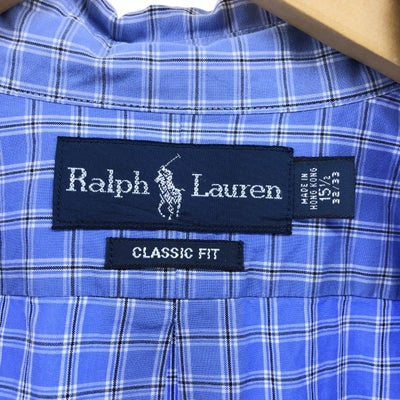 Ralph Lauren
MADE IN
HONG KONG
15½
32/33
CLASSIC FIT